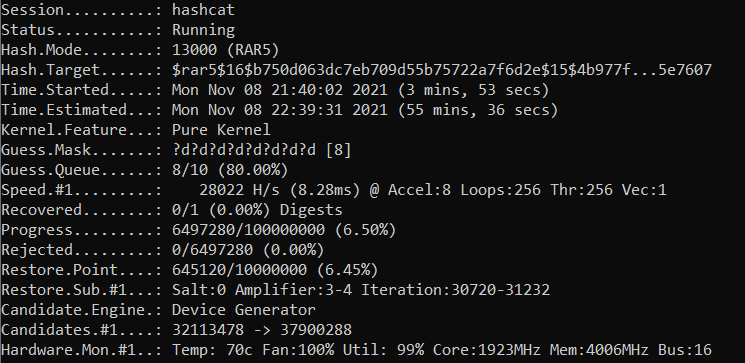 Session..........: hashcat
Status...........: Running
Hash.Mode........: 13000 (RAR5)
Hash.Target......: $rar5$16$b750d063dc7eb709d55b75722a7f6d2e$15$4b977f...5e7607
Time.Started.....: Mon Nov 08 21:40:02 2021 (3 mins, 53 secs)
Time.Estimated...: Mon Nov 08 22:39:31 2021 (55 mins, 36 secs)
Kernel.Feature...: Pure Kernel
Guess.Mask.......: ?d?d?d?d?d?d?d?d [8]
Guess.Queue......: 8/10 (80.00%)
Speed.#1.........:    28022 H/s (8.28ms) @ Accel:8 Loops:256 Thr:256 Vec:1
Recovered........: 0/1 (0.00%) Digests
Progress.........: 6497280/100000000 (6.50%)
Rejected.........: 0/6497280 (0.00%)
Restore.Point....: 645120/10000000 (6.45%)
Restore.Sub.#1...: Salt:0 Amplifier:3-4 Iteration:30720-31232
Candidate.Engine.: Device Generator
Candidates.#1....: 32113478 -> 37900288
Hardware.Mon.#1..: Temp: 70c Fan:100% Util: 99% Core:1923MHz Mem:4006MHz Bus:16